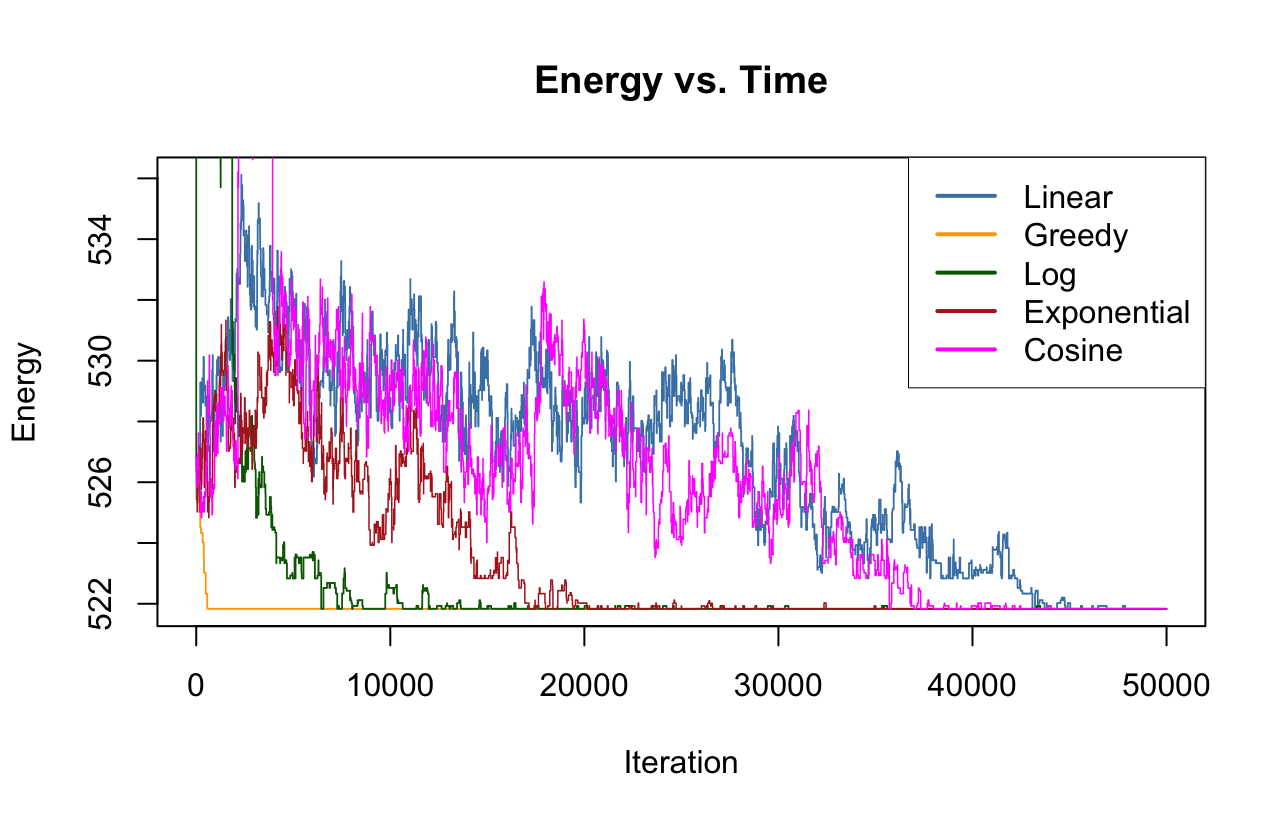 Energy vs. Time
Energy
534
530
526
522
0 10000 20000 30000 40000 50000
Iteration
Linear
Greedy
Log
Exponential
Cosine